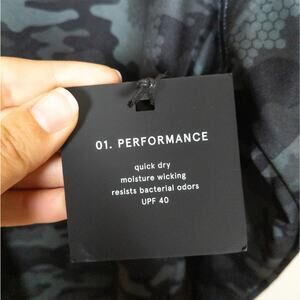 01. PERFORMANCE
quick dry
moisture wicking
resists bacterial odors
UPF 40